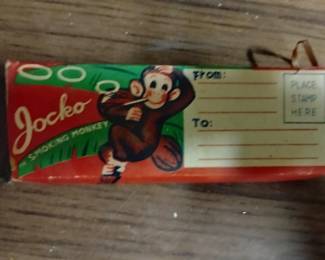 Jocko
THE SMOKING MONKEY
From:
To:
PLACE
STAMP
HERE